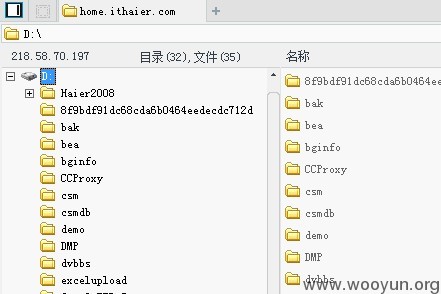 home.ithaier.com
D:\
218.58.70.197 目录(32),文件(35) 名称
D:
Haier2008
8f9bdf91dc68cda6b0464eedecdc712d
bak
bea
bginfo
CCProxy
csm
csmdb
demo
DMP
dvbbs
excelupload
8f9bdf91dc68cda6b0464ee
bak
bea
bginfo
CCProxy
csm
csmdb
demo
DMP
dvbbs
www.wooyun.org